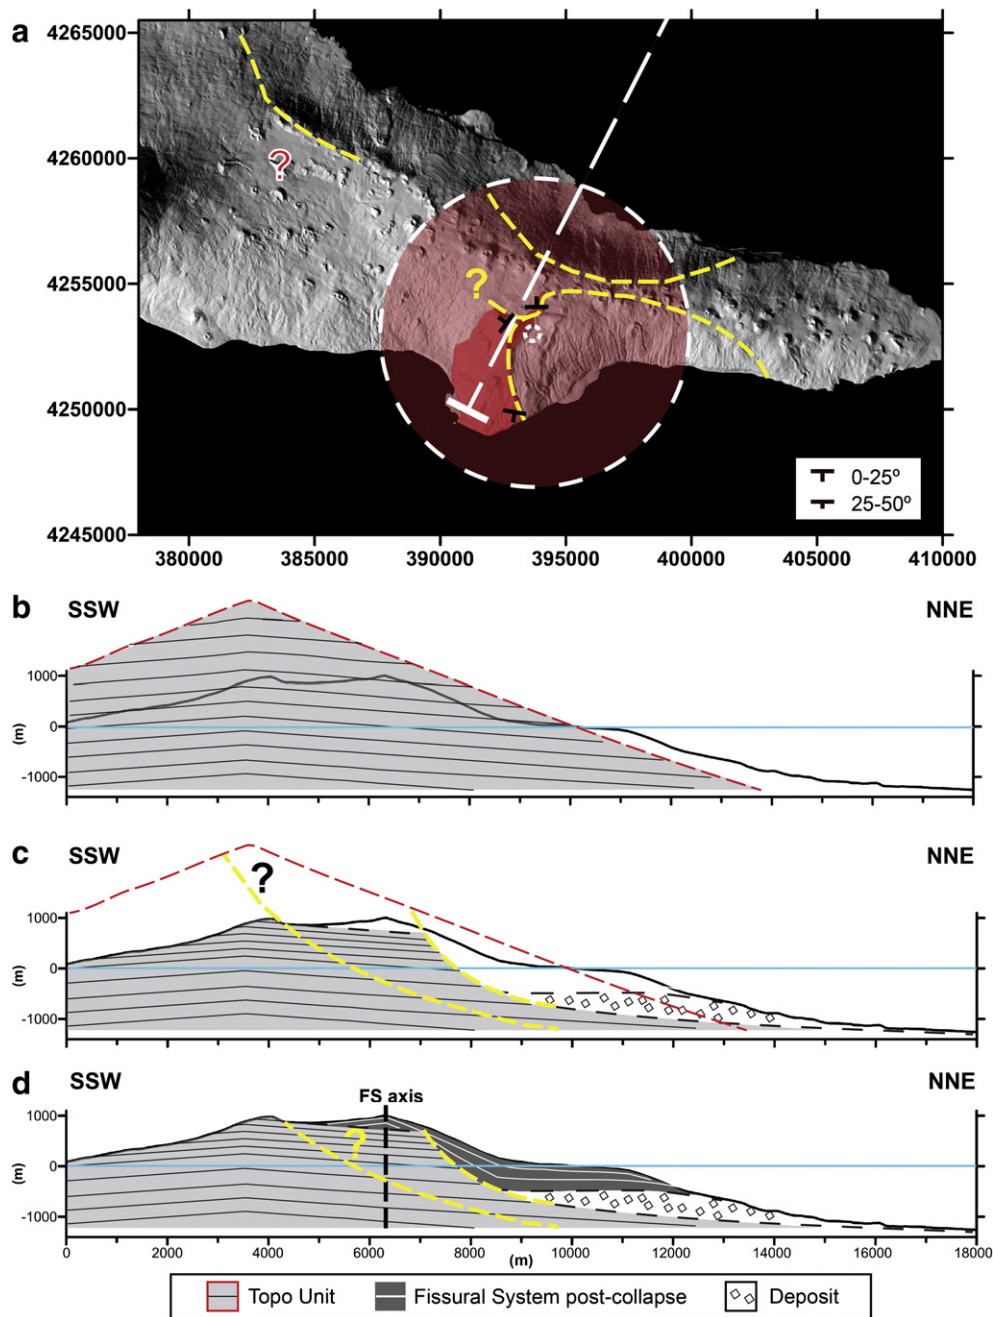 a
4265000
4260000
4255000
4250000
4245000
?
?
0-25º
25-50º
380000 385000 390000 395000 400000 405000 410000
b SSW NNE
1000
0
-1000
(m)
c SSW NNE
?
1000
0
-1000
(m)
d SSW NNE
FS axis
?
1000
0
-1000
(m)
0 2000 4000 6000 8000 10000 12000 14000 16000 18000
(m)
Topo Unit Fissural System post-collapse Deposit